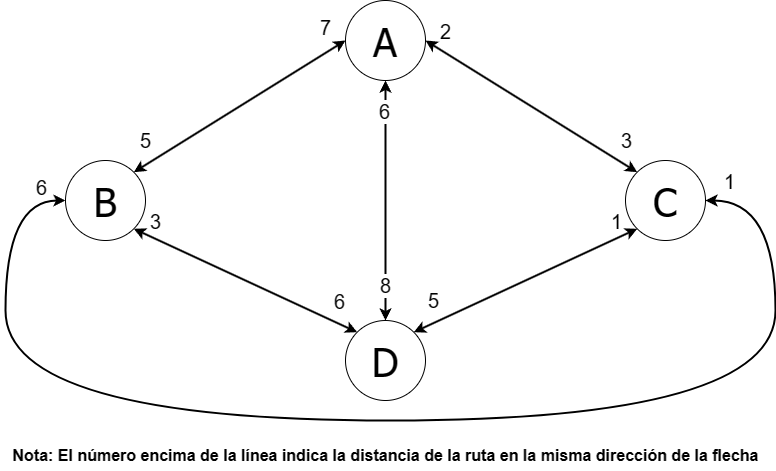 7
A
2
6
5
3
6
B
3
C
1
1
8
6
5
D
Nota: El número encima de la línea indica la distancia de la ruta en la misma dirección de la flecha